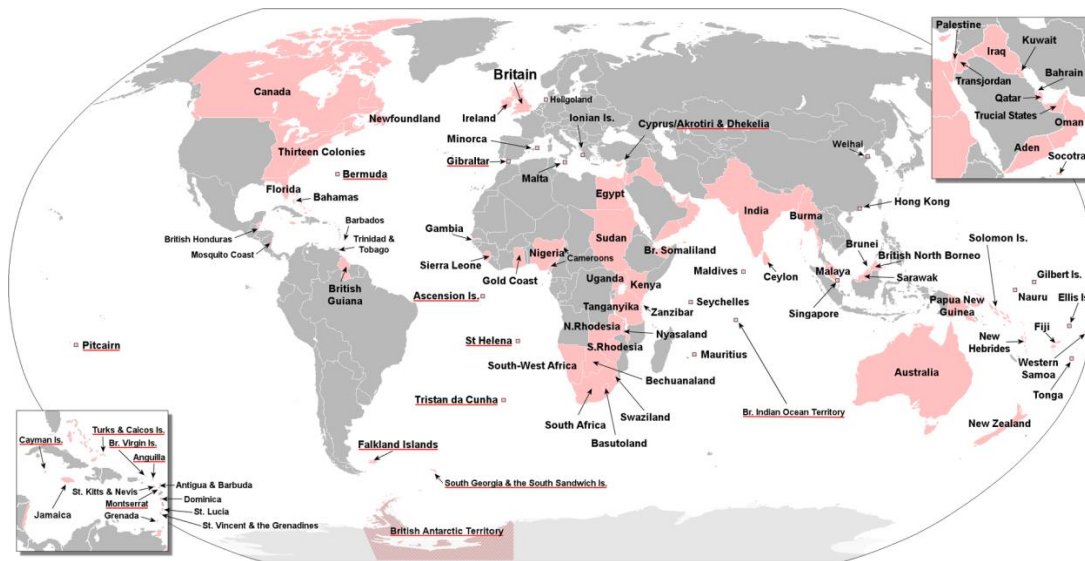 Canada
Newfoundland
Thirteen Colonies
Bermuda
Florida
Bahamas
British Honduras
Mosquito Coast
Barbados
Trinidad &
Tobago
British
Guiana
Pitcairn
Britain
Ireland
Heligoland
Ionian Is.
Minorca
Gibraltar
Malta
Cyprus/Akrotiri & Dhekelia
Egypt
Sudan
Gambia
Sierra Leone
Gold Coast
Nigeria
Cameroons
Br. Somaliland
Uganda
Kenya
Tanganyika
Zanzibar
Ascension Is.
St Helena
Tristan da Cunha
N.Rhodesia
Nyasaland
S.Rhodesia
South-West Africa
Bechuanaland
Swaziland
South Africa
Basutoland
Maldives
Seychelles
Mauritius
Br. Indian Ocean Territory
India
Burma
Ceylon
Weihai
Hong Kong
Malaya
Singapore
Brunei
British North Borneo
Sarawak
Solomon Is.
Gilbert Is.
Nauru
Ellis Is
Papua New
Guinea
New
Hebrides
Fiji
Western
Samoa
Tonga
Australia
New Zealand
Falkland Islands
South Georgia & the South Sandwich Is.
British Antarctic Territory
Palestine
Iraq
Kuwait
Transjordan
Bahrain
Qatar
Trucial States
Oman
Aden
Socotra
Turks & Caicos Is.
Cayman Is.
Br. Virgin Is.
Anguilla
St. Kitts & Nevis
Antigua & Barbuda
Montserrat
Dominica
Jamaica
Grenada
St. Lucia
St. Vincent & the Grenadines